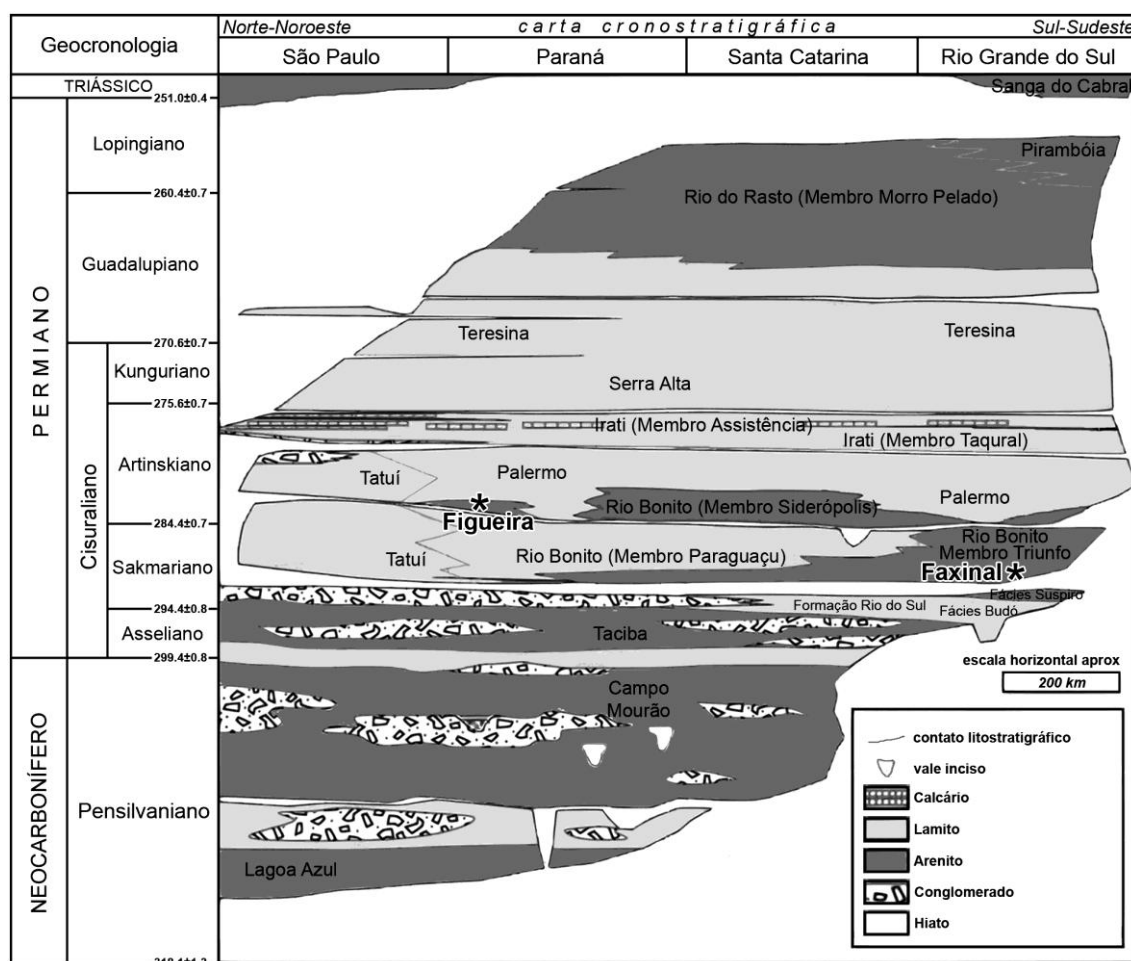 Norte-Noroeste carta cronostratigráfica Sul-Sudeste
Geocronologia
São Paulo Paraná Santa Catarina Rio Grande do Sul
TRIÁSSICO
251.0±0.4
Sanga do Cabral
PERMIANO
Lopingiano
Pirambóia
260.4±0.7
Rio do Rasto (Membro Morro Pelado)
Guadalupiano
Teresina Teresina
270.6±0.7
Cisuraliano
Kunguriano
Serra Alta
275.6±0.7
Irati (Membro Assistência)
Irati (Membro Taqural)
Artinskiano
Tatuí Palermo Palermo
Rio Bonito (Membro Siderópolis)
* Figueira
284.4±0.7
Rio Bonito
Membro Triunfo
Sakmariano
Tatuí Rio Bonito (Membro Paraguaçu)
Faxinal *
Fácies Suspiro
294.4±0.8
Formação Rio do Sul Fácies Budó
Asseliano
Taciba
299.4±0.8
NEOCARBONÍFERO
Pensilvaniano
Campo
Mourão
Lagoa Azul
escala horizontal aprox
200 km
contato litostratigráfico
vale inciso
Calcário
Lamito
Arenito
Conglomerado
Hiato